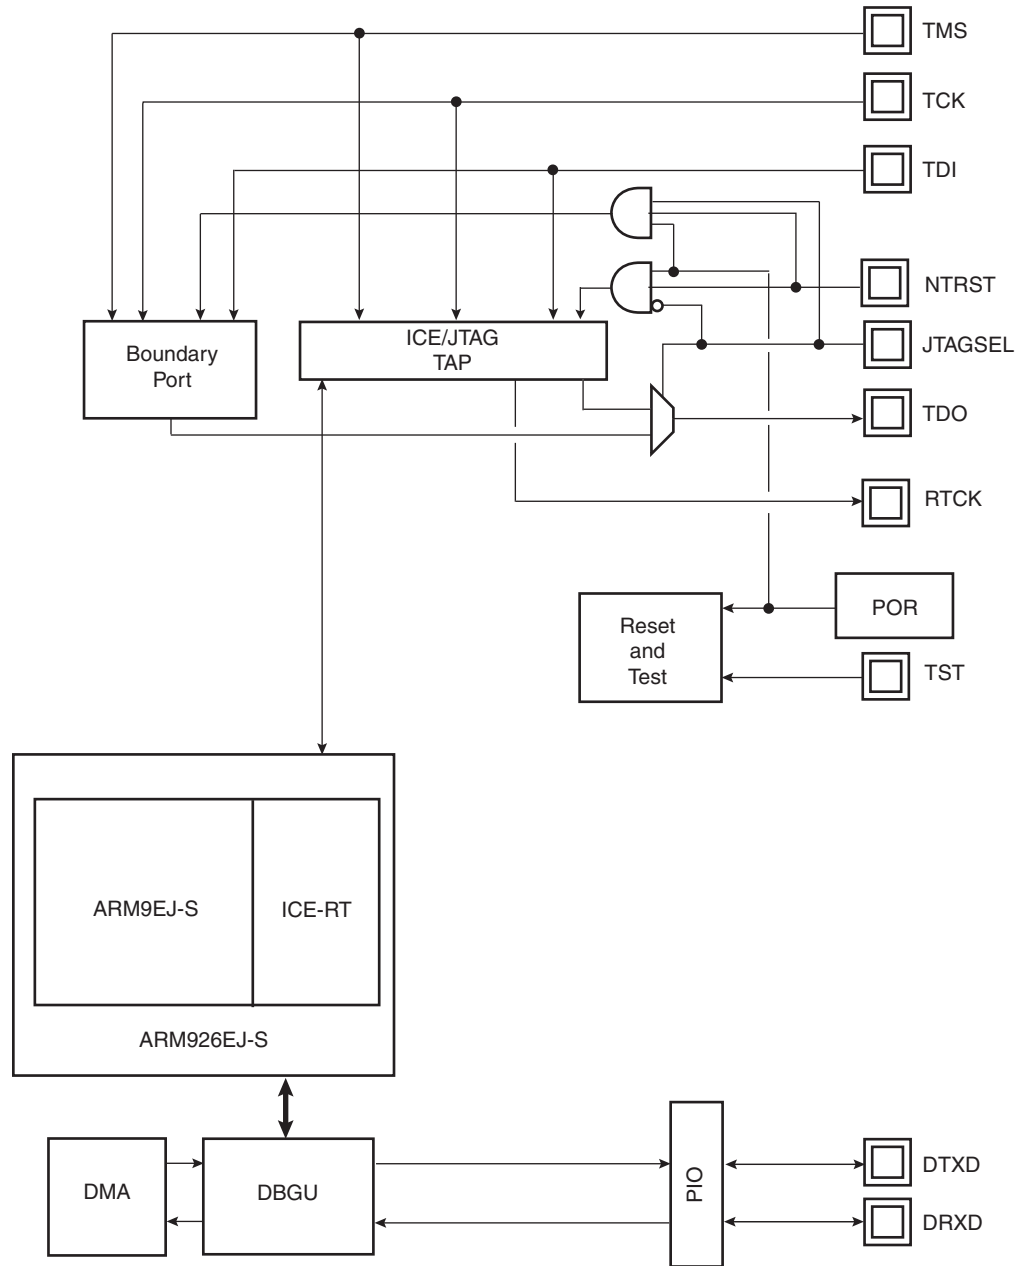 TMS
TCK
TDI
NTRST
JTAGSEL
TDO
RTCK
Boundary
Port
ICE/JTAG
TAP
POR
Reset
and
Test
TST
ARM9EJ-S
ICE-RT
ARM926EJ-S
DMA
DBGU
PIO
DTXD
DRXD